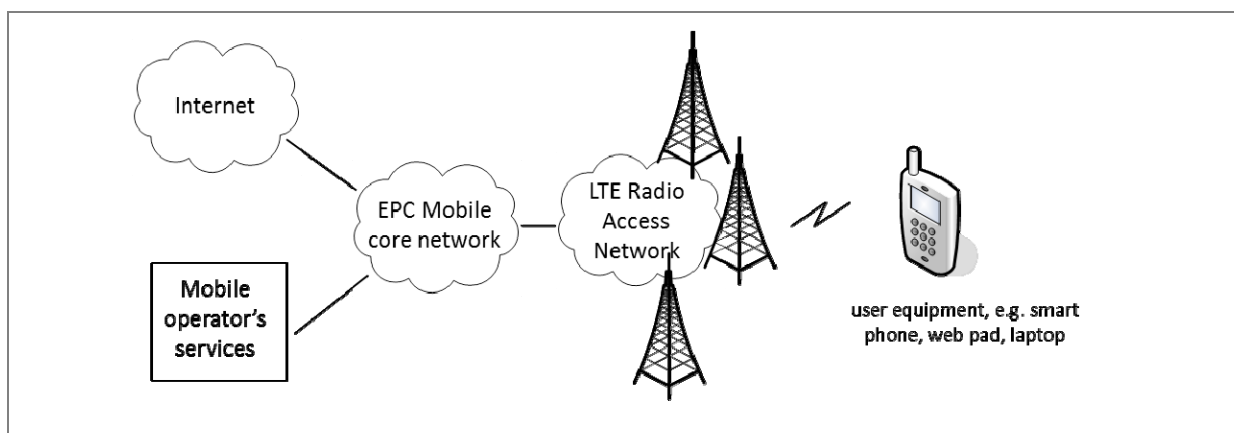 Internet
EPC Mobile
core network
LTE Radio
Access
Network
Mobile
operator's
services
user equipment, e.g. smart
phone, web pad, laptop